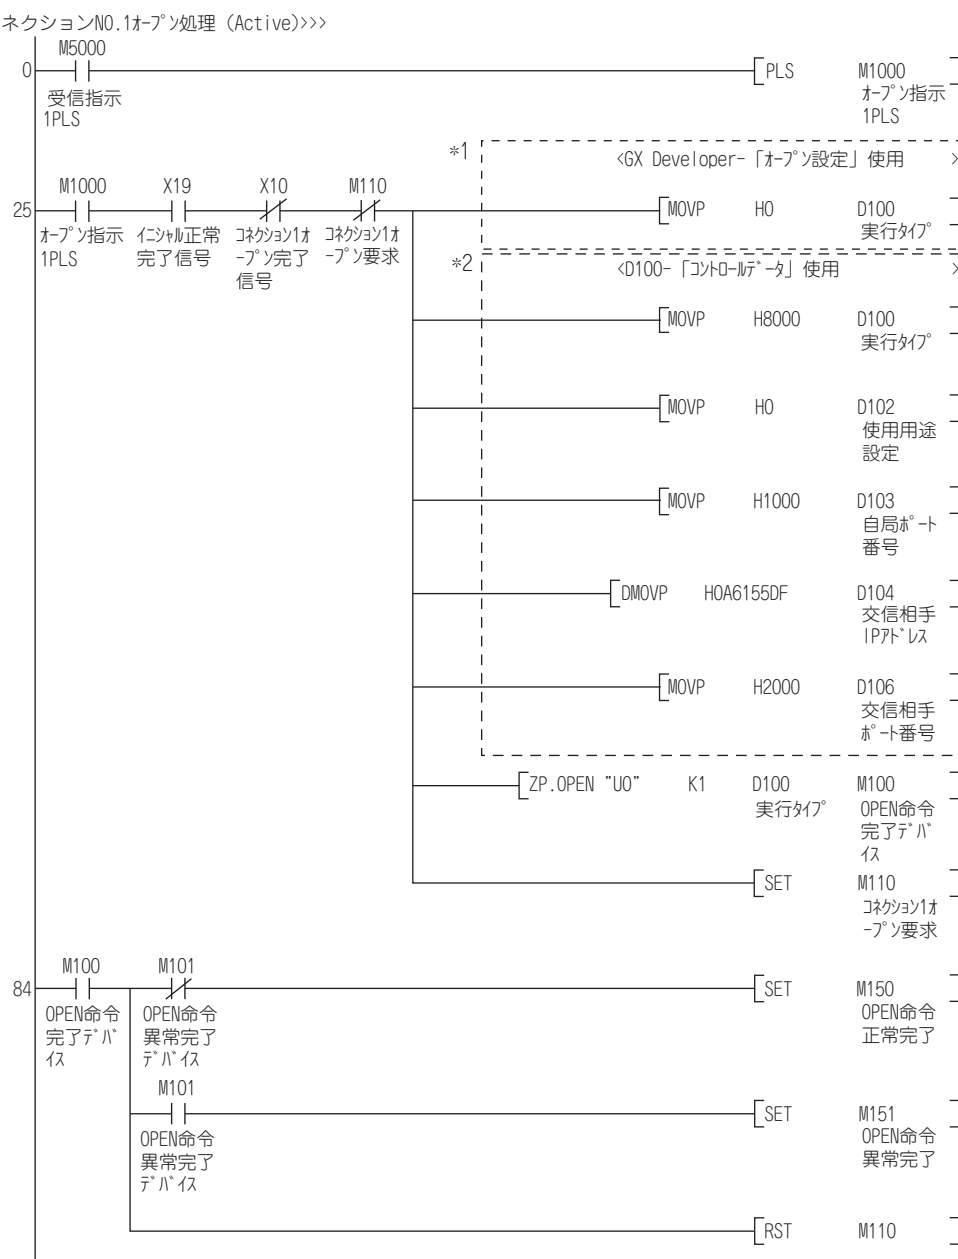 ネクションNO.1ｵｰﾌﾟﾝ処理 (Active)>>>
M5000
0
PLS M1000
受信指示
1PLS
ｵｰﾌﾟﾝ指示
1PLS
*1
<GX Developer-「ｵｰﾌﾟﾝ設定」使用 >
M1000 X19 X10 M110
25
MOVP H0 D100
実行ﾀｲﾌﾟ
ｵｰﾌﾟﾝ指示
1PLS
ｲﾆｼｬﾙ正常
完了信号
ｺﾈｸｼｮﾝ1ｵ
ｰﾌﾟﾝ完了
信号
ｺﾈｸｼｮﾝ1ｵ
ｰﾌﾟﾝ要求
*2
<D100-「ｺﾝﾄﾛｰﾙﾃﾞｰﾀ」使用 >
MOVP H8000 D100
実行ﾀｲﾌﾟ
MOVP H0 D102
使用用途
設定
MOVP H1000 D103
自局ﾎﾟｰﾄ
番号
DMOVP H0A6155DF D104
交信相手
IPｱﾄﾞﾚｽ
MOVP H2000 D106
交信相手
ﾎﾟｰﾄ番号
ZP.OPEN "U0" K1 D100 M100
実行ﾀｲﾌﾟ
OPEN命令
完了ﾃﾞﾊﾞ
ｲｽ
SET M110
ｺﾈｸｼｮﾝ1ｵ
ｰﾌﾟﾝ要求
M100 M101
84
SET M150
OPEN命令
完了ﾃﾞﾊﾞ
ｲｽ
OPEN命令
異常完了
ﾃﾞﾊﾞｲｽ
OPEN命令
正常完了
M101
SET M151
OPEN命令
異常完了
ﾃﾞﾊﾞｲｽ
OPEN命令
異常完了
RST M110